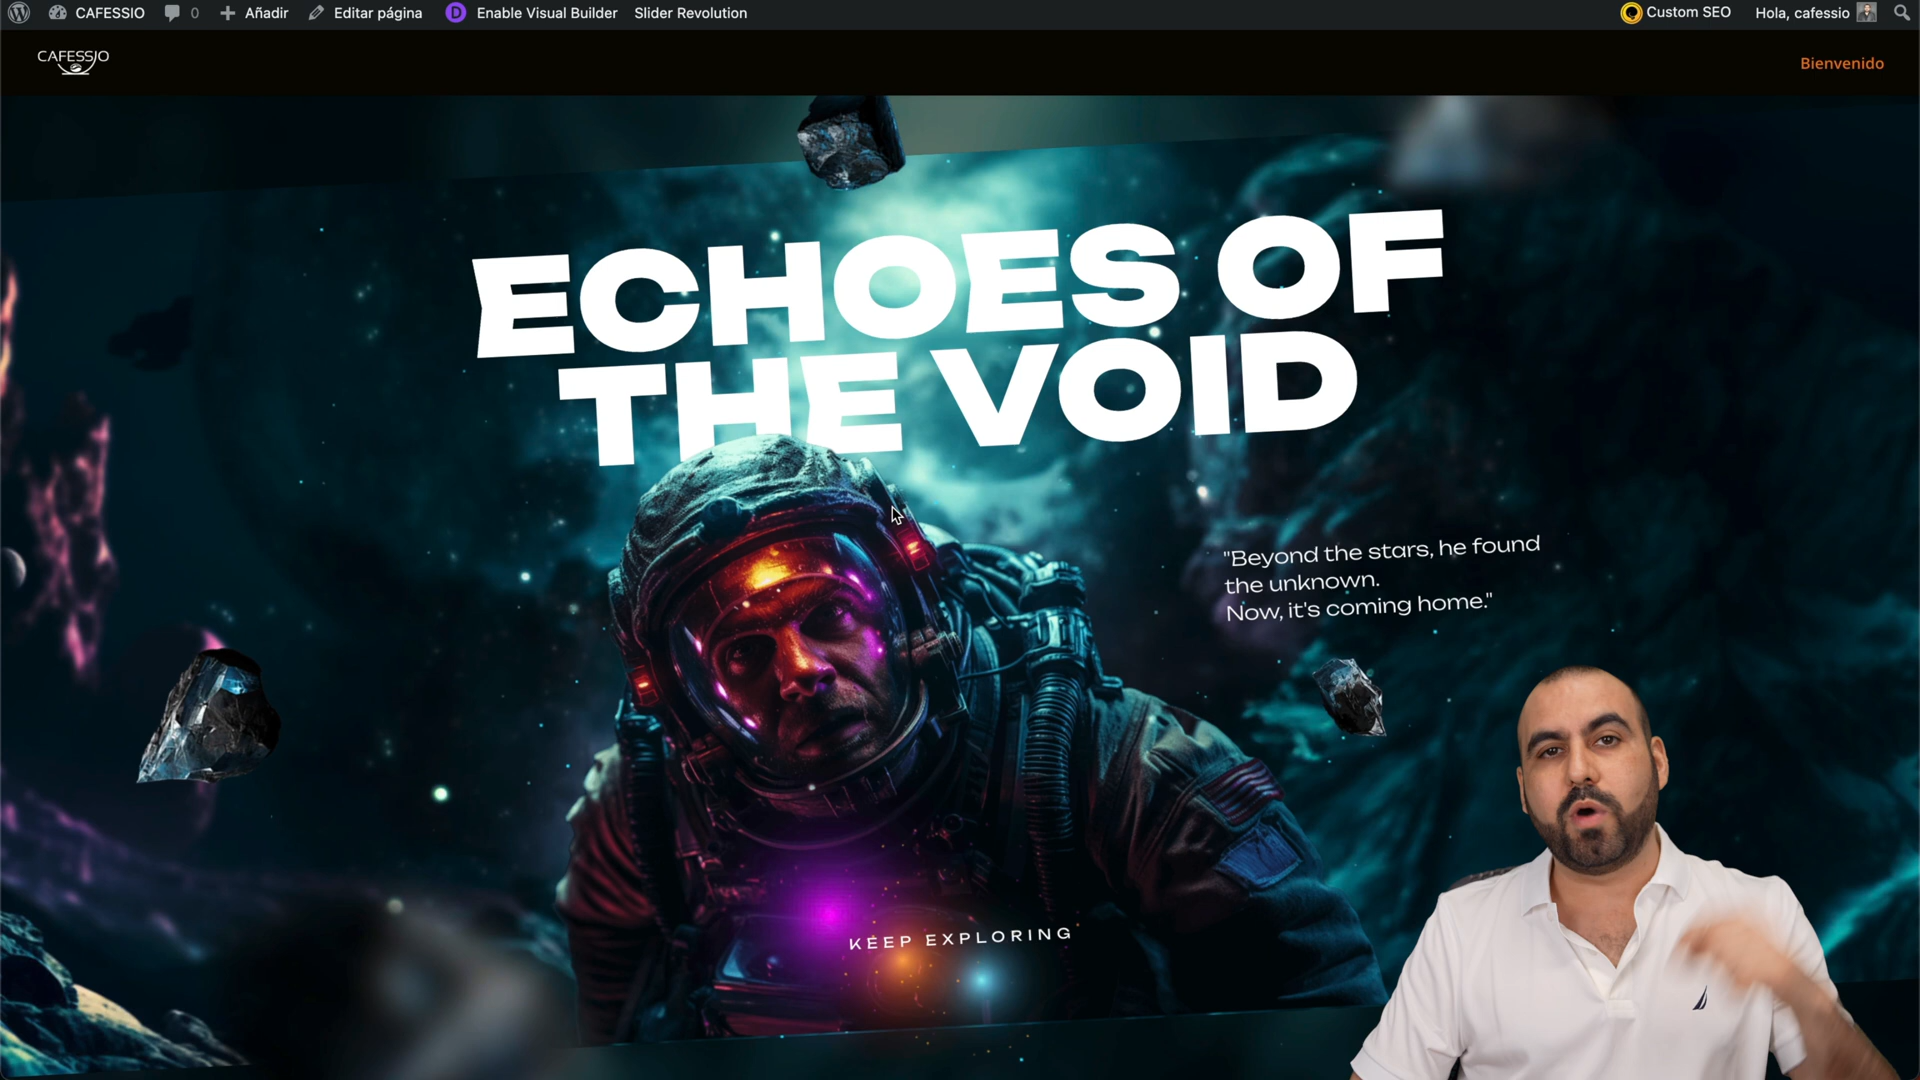 CAFESSIO 0 Añadir Editar página D Enable Visual Builder Slider Revolution Custom SEO Hola, cafessio
CAFESSIO Bienvenido
ECHOES OF
THE VOID
"Beyond the stars, he found
the unknown.
Now, it's coming home."
KEEP EXPLORING